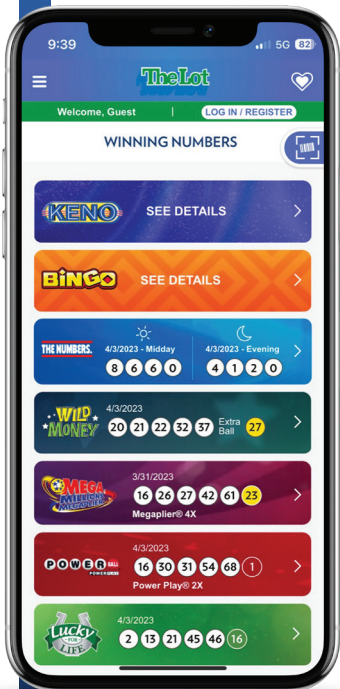 9:39 5G 82
The Lot
Welcome, Guest | LOG IN / REGISTER
WINNING NUMBERS
KENO SEE DETAILS
BINGO SEE DETAILS
THE NUMBERS.
4/3/2023 - Midday 4/3/2023 - Evening
8 6 6 0 4 1 2 0
WILD MONEY
4/3/2023
20 21 22 32 37 Extra Ball 27
MEGA MILLIONS MEGAPLIER
3/31/2023
16 26 27 42 61 23
Megaplier® 4X
POWERBALL POWER PLAY
4/3/2023
16 30 31 54 68 1
Power Play® 2X
Lucky FOR LIFE
4/3/2023
2 13 21 45 46 16